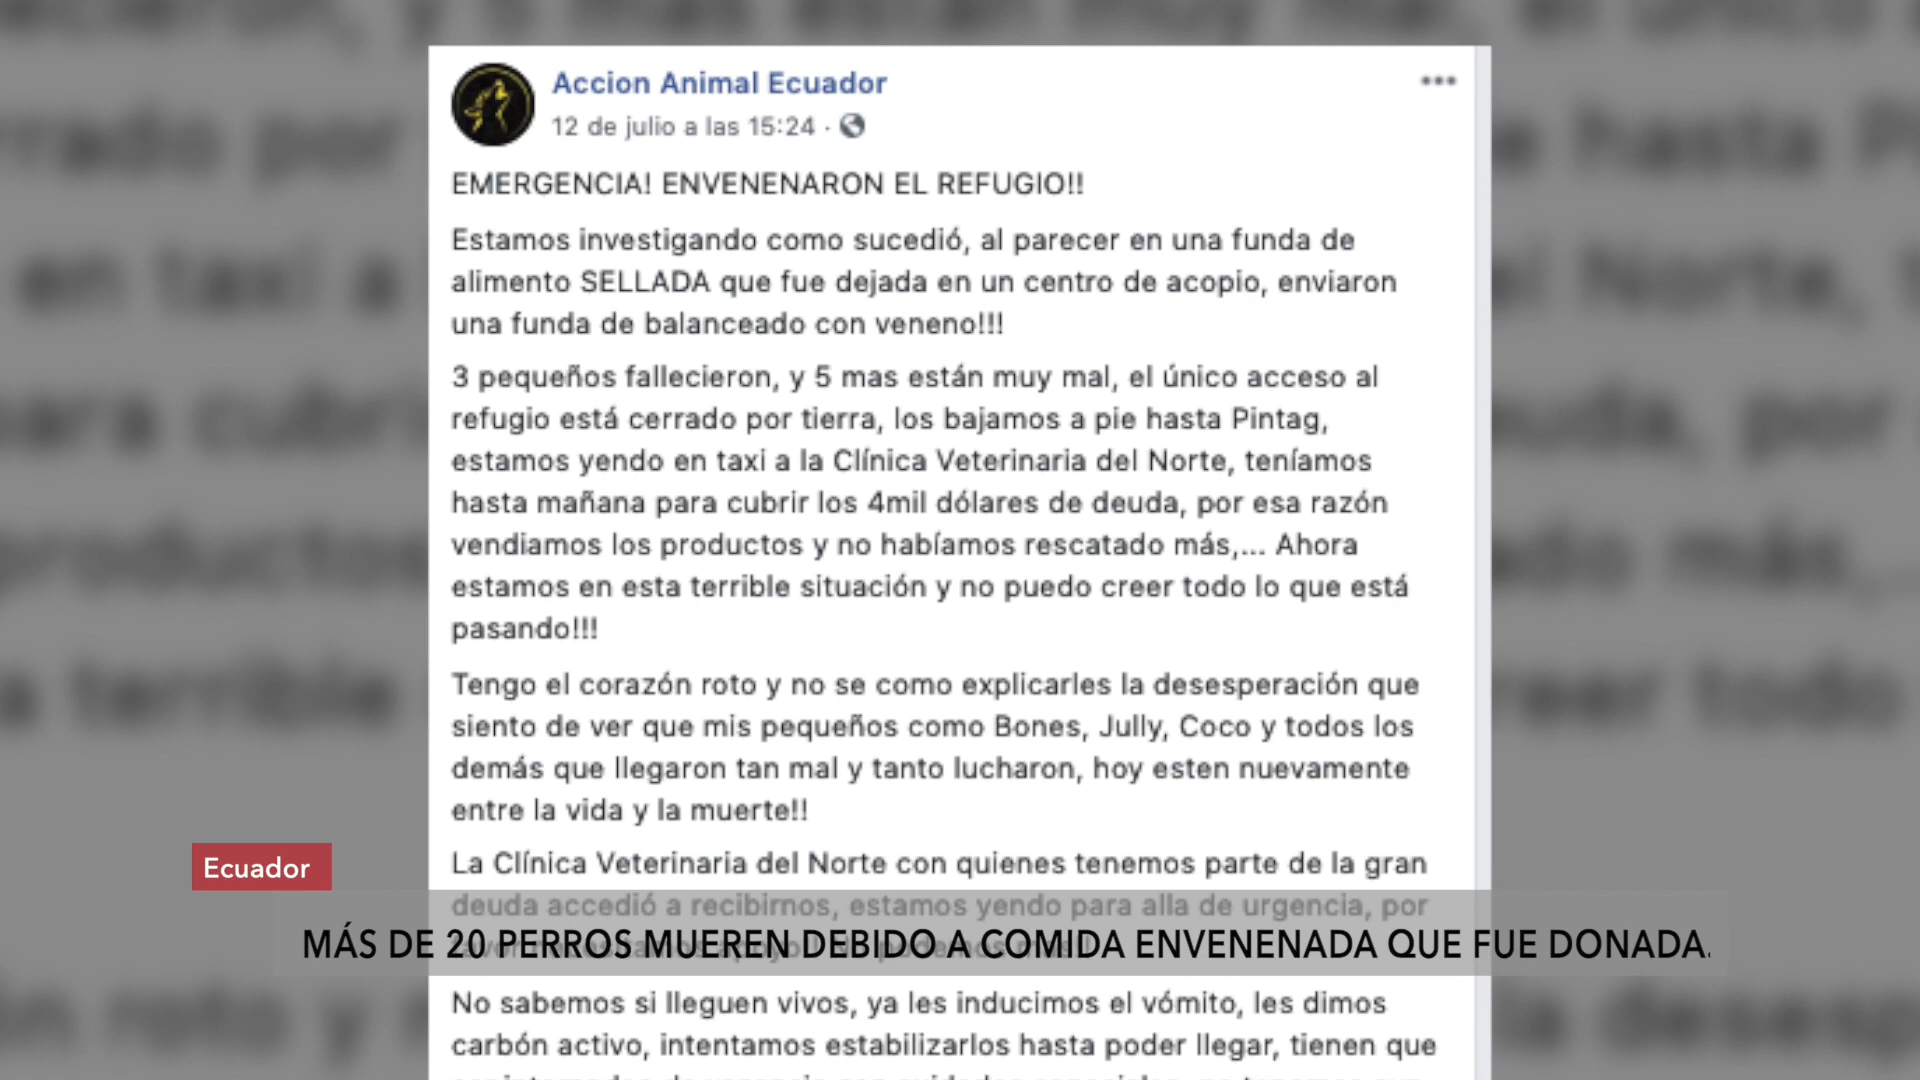 Accion Animal Ecuador
12 de julio a las 15:24 ·
EMERGENCIA! ENVENENARON EL REFUGIO!!
Estamos investigando como sucedió, al parecer en una funda de
alimento SELLADA que fue dejada en un centro de acopio, enviaron
una funda de balanceado con veneno!!!
3 pequeños fallecieron, y 5 mas están muy mal, el único acceso al
refugio está cerrado por tierra, los bajamos a pie hasta Pintag,
estamos yendo en taxi a la Clínica Veterinaria del Norte, teníamos
hasta mañana para cubrir los 4mil dólares de deuda, por esa razón
vendiamos los productos y no habíamos rescatado más,... Ahora
estamos en esta terrible situación y no puedo creer todo lo que está
pasando!!!
Tengo el corazón roto y no se como explicarles la desesperación que
siento de ver que mis pequeños como Bones, Jully, Coco y todos los
demás que llegaron tan mal y tanto lucharon, hoy esten nuevamente
entre la vida y la muerte!!
La Clínica Veterinaria del Norte con quienes tenemos parte de la gran
deuda accedió a recibirnos, estamos yendo para alla de urgencia, por
No sabemos si lleguen vivos, ya les inducimos el vómito, les dimos
carbón activo, intentamos estabilizarlos hasta poder llegar, tienen que
Ecuador
MÁS DE 20 PERROS MUEREN DEBIDO A COMIDA ENVENENADA QUE FUE DONADA.